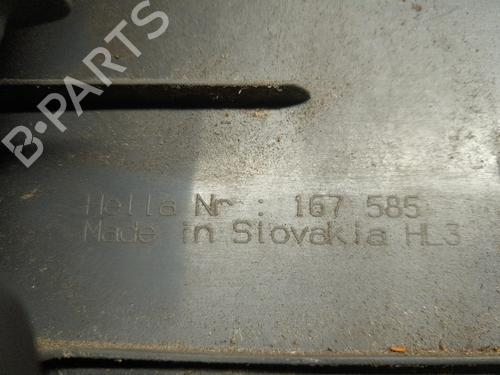 B-PARTS
Hella Nr : 167 585
Made in Slovakia HL3